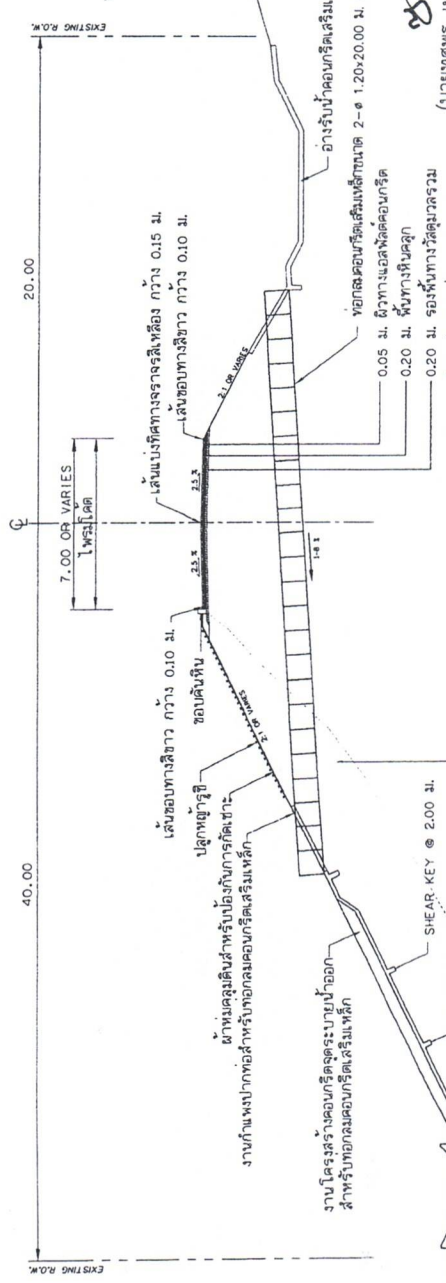 EXISTING R.O.W.
40.00
20.00
EXISTING R.O.W.
℄
7.00 OR VARIES
ไพรมโค้ต
เส้นแบ่งทิศทางจราจรสีเหลือง กว้าง 0.15 ม.
เส้นขอบทางสีขาว กว้าง 0.10 ม.
เส้นขอบทางสีขาว กว้าง 0.10 ม.
ขอบคันหิน
2.5 %
2.5 %
ปลูกหญ้ารูซี
2:1 OR VARIES
2:1 OR VARIES
ผ้าห่มคลุมดินสำหรับป้องกันการกัดเซาะ
งานกำแพงปากท่อสำหรับท่อกลมคอนกรีตเสริมเหล็ก
1-8 %
งานโครงสร้างคอนกรีตจุดระบายน้ำออก
สำหรับท่อกลมคอนกรีตเสริมเหล็ก
อ่างรับน้ำคอนกรีตเสริมเ
ท่อกลมคอนกรีตเสริมเหล็กขนาด 2-ø 1.20x20.00 ม.
0.05 ม. ผิวทางแอสฟัลต์คอนกรีต
0.20 ม. พื้นทางหินคลุก
0.20 ม. รองพื้นทางวัสดุมวลรวม
SHEAR-KEY @ 2.00 ม.